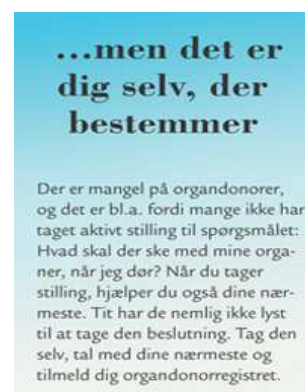 ...men det er
dig selv, der
bestemmer
Der er mangel på organdonorer,
og det er bl.a. fordi mange ikke har
taget aktivt stilling til spørgsmålet:
Hvad skal der ske med mine orga-
ner, når jeg dør? Når du tager
stilling, hjælper du også dine nær-
meste. Tit har de nemlig ikke lyst
til at tage den beslutning. Tag den
selv, tal med dine nærmeste og
tilmeld dig organdonorregistret.